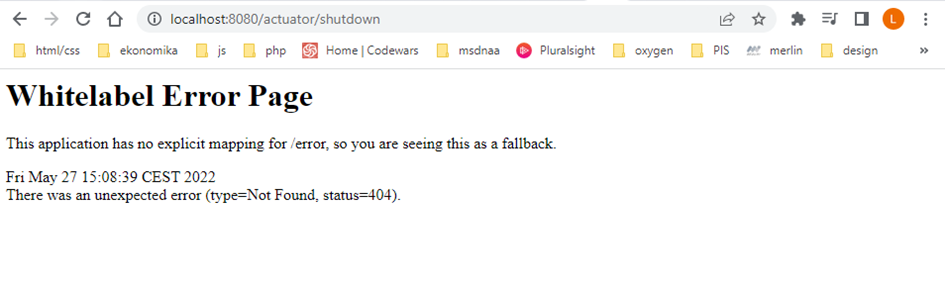 localhost:8080/actuator/shutdown
L
html/css ekonomika js php Home | Codewars msdnaa Pluralsight oxygen PIS merlin design »
Whitelabel Error Page
This application has no explicit mapping for /error, so you are seeing this as a fallback.
Fri May 27 15:08:39 CEST 2022
There was an unexpected error (type=Not Found, status=404).